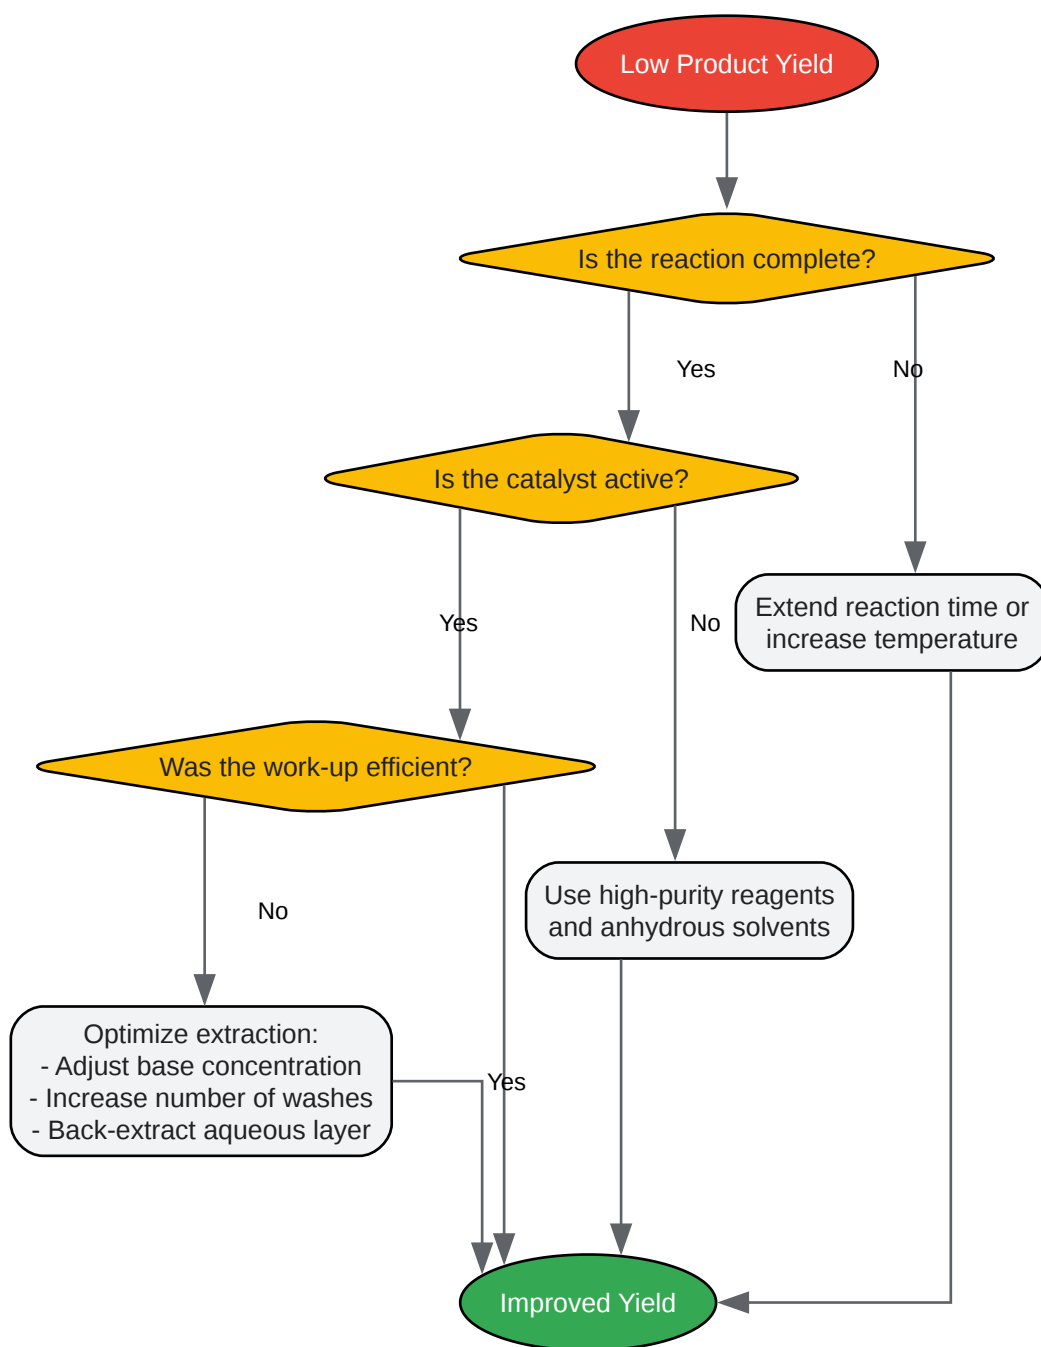 Low Product Yield
Is the reaction complete?
Yes
No
Is the catalyst active?
Extend reaction time or
increase temperature
Yes
No
Was the work-up efficient?
Use high-purity reagents
and anhydrous solvents
No
Optimize extraction:
- Adjust base concentration
- Increase number of washes
- Back-extract aqueous layer
Yes
Improved Yield